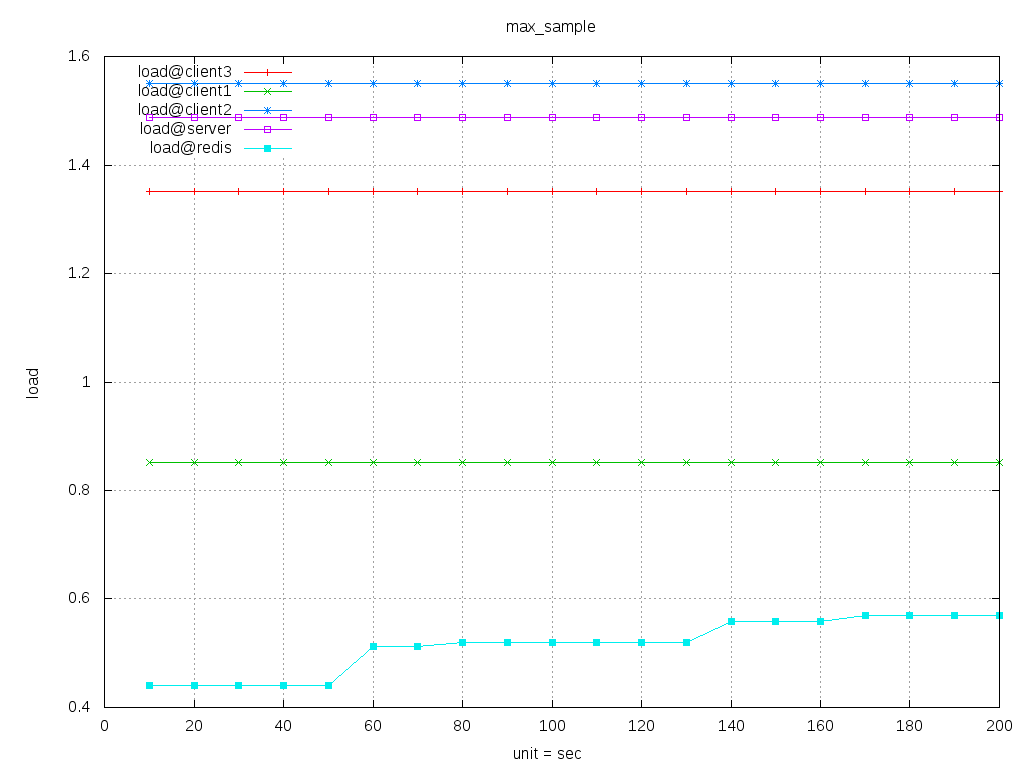 max_sample
1.6
1.4
1.2
1
0.8
0.6
0.4
load
load@client3
load@client1
load@client2
load@server
load@redis
0 20 40 60 80 100 120 140 160 180 200
unit = sec